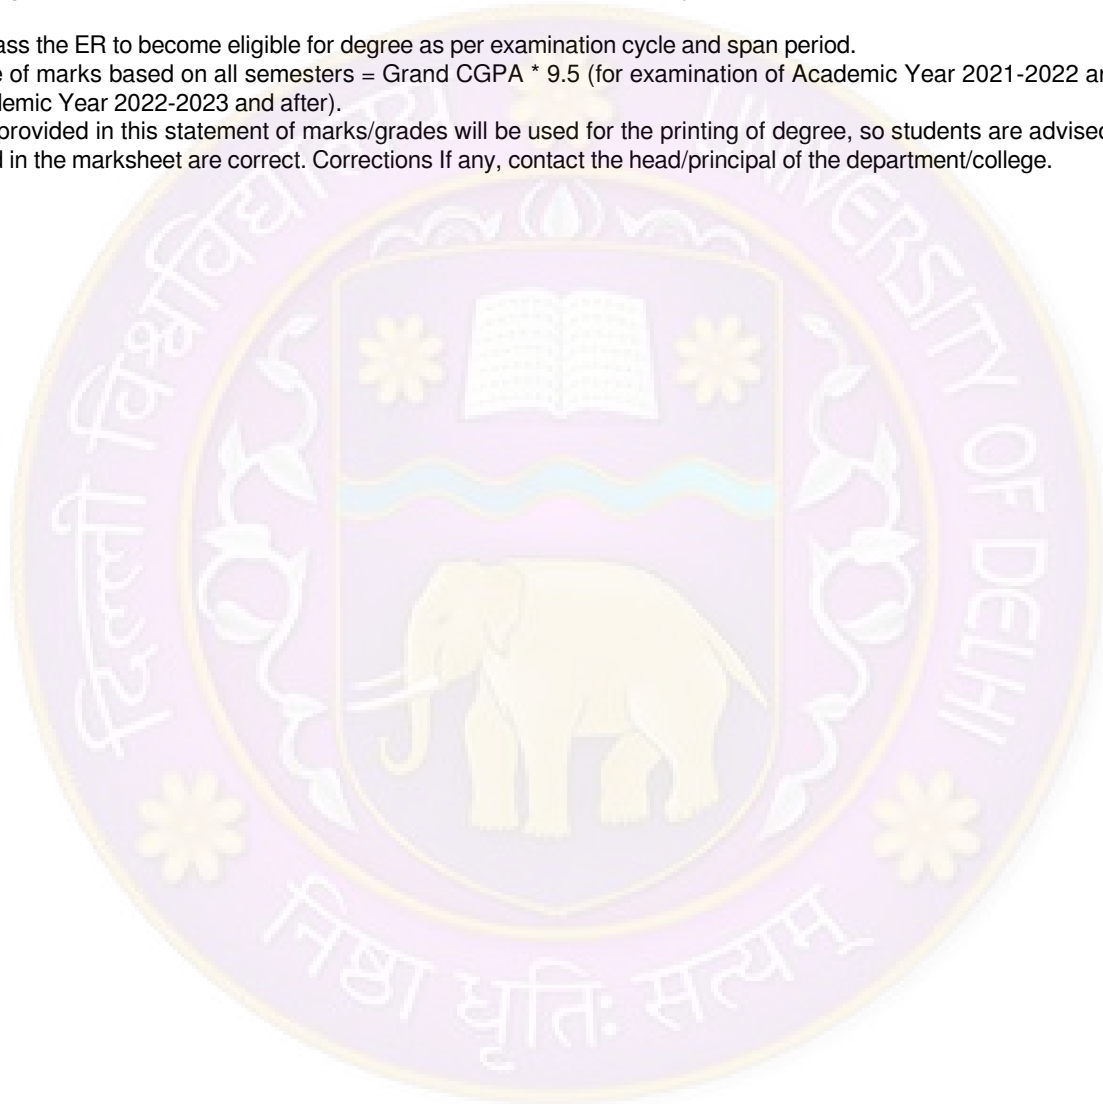 ass the ER to become eligible for degree as per examination cycle and span period.
e of marks based on all semesters = Grand CGPA * 9.5 (for examination of Academic Year 2021-2022 an
demic Year 2022-2023 and after).
provided in this statement of marks/grades will be used for the printing of degree, so students are advised
d in the marksheet are correct. Corrections If any, contact the head/principal of the department/college.
दिल्ली विश्वविद्यालय
UNIVERSITY OF DELHI
निष्ठा धृतिः सत्यम्